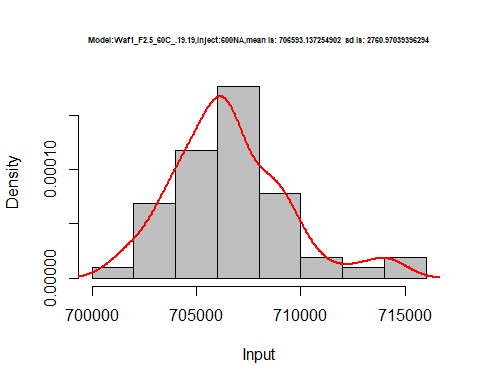 Model:Waf1_F2.5_60C_.19.19,Inject:600NA,mean is: 706593.137254902 sd is: 2760.97039396294
Density
0.00010
0.00000
700000 705000 710000 715000
Input